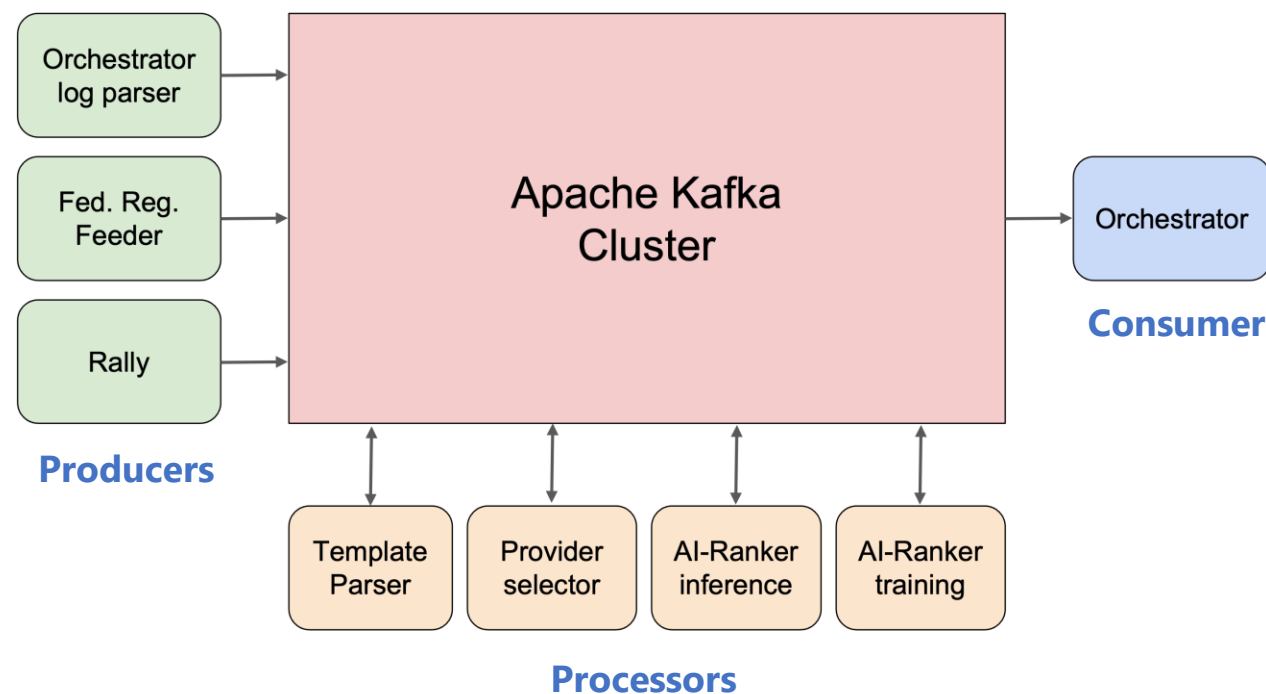 Orchestrator
log parser
Fed. Reg.
Feeder
Rally
Producers
Apache Kafka
Cluster
Orchestrator
Consumer
Template
Parser
Provider
selector
AI-Ranker
inference
AI-Ranker
training
Processors